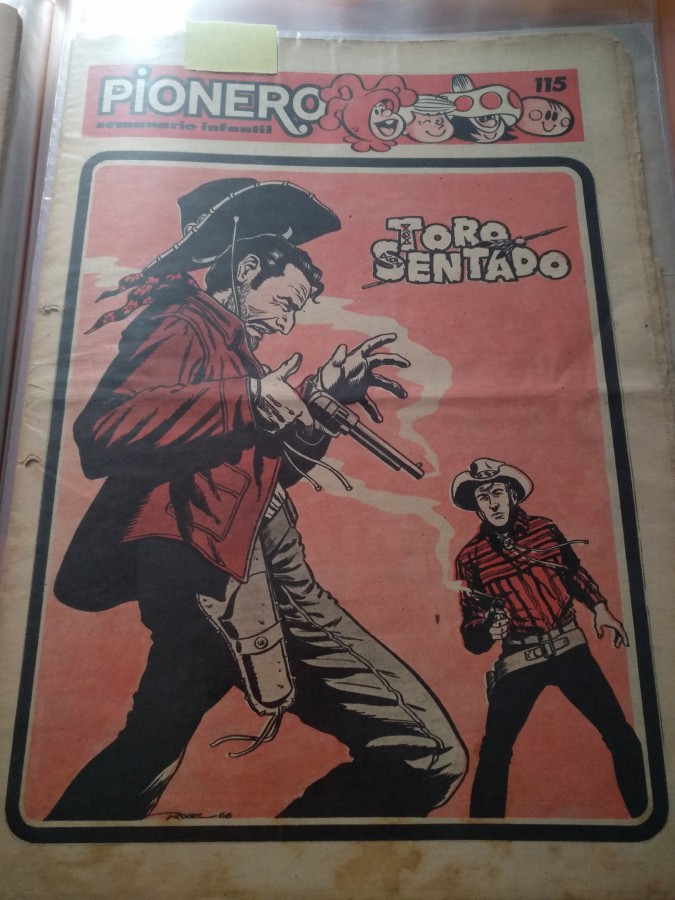 PiONERO
semanario infantil
115
TORO
SENTADO